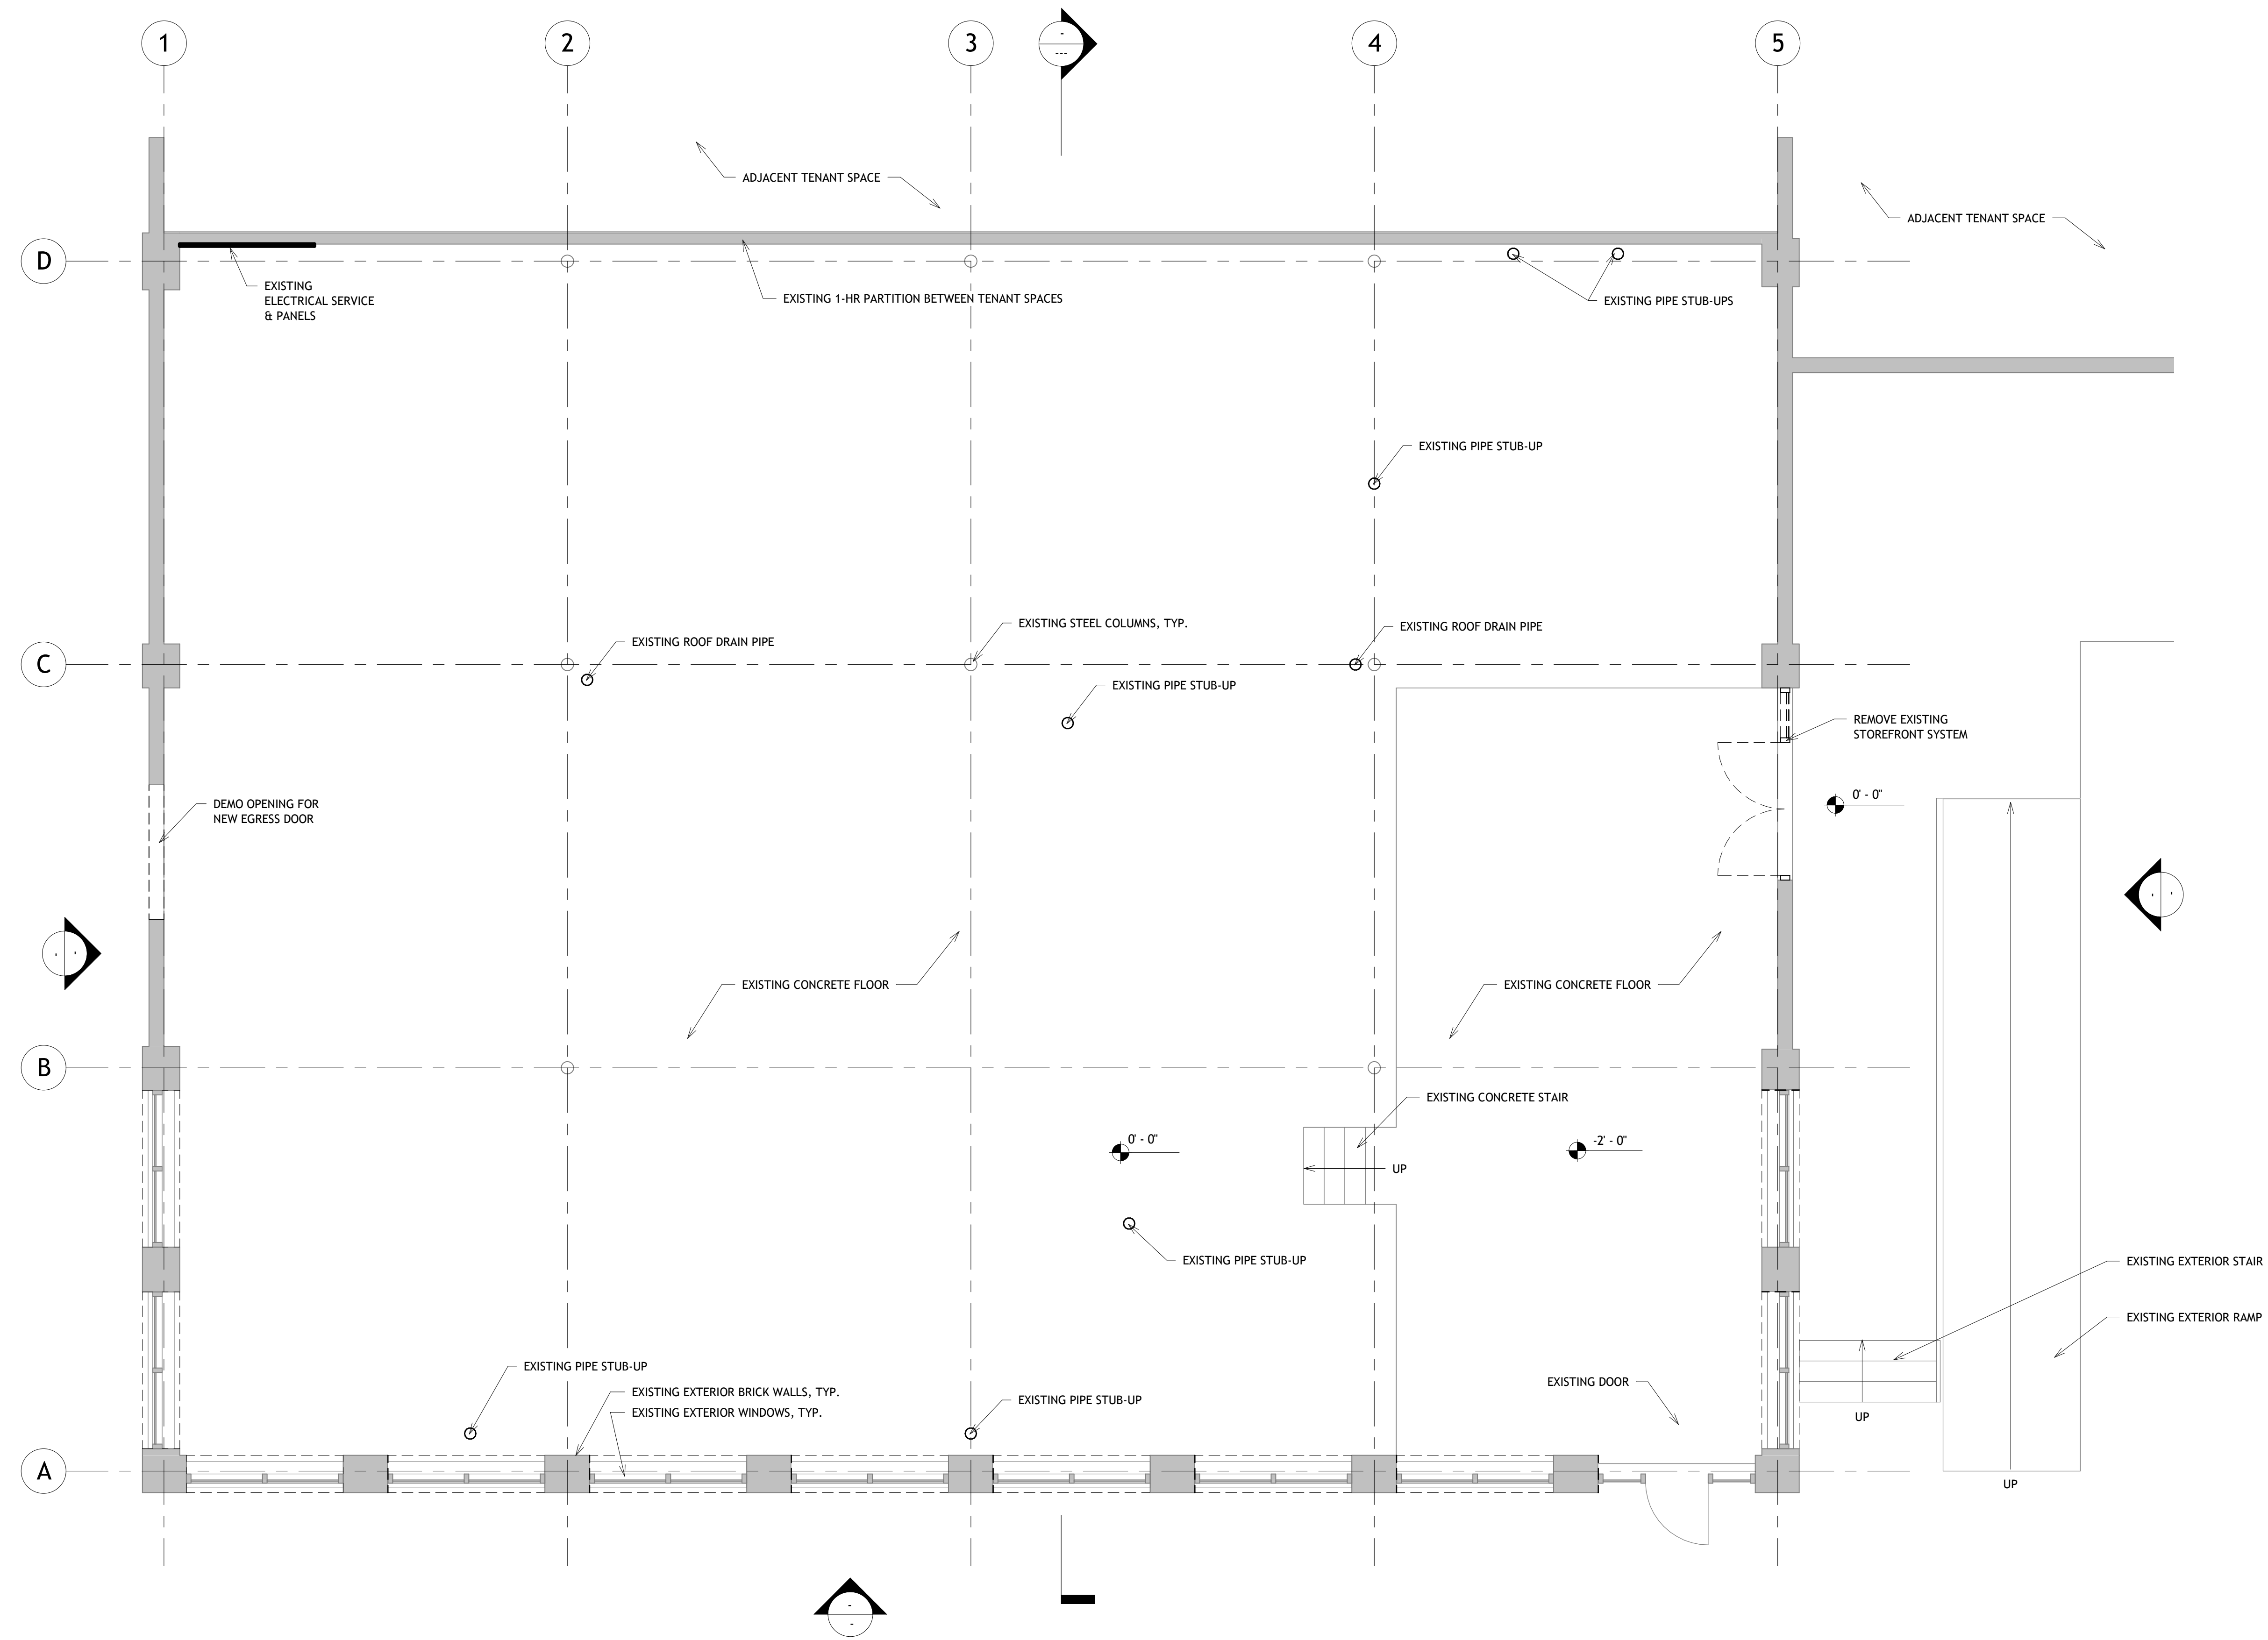 1
2
3
4
5
-
---
ADJACENT TENANT SPACE
ADJACENT TENANT SPACE
D
EXISTING
ELECTRICAL SERVICE
& PANELS
EXISTING 1-HR PARTITION BETWEEN TENANT SPACES
EXISTING PIPE STUB-UPS
EXISTING PIPE STUB-UP
EXISTING STEEL COLUMNS, TYP.
EXISTING ROOF DRAIN PIPE
EXISTING ROOF DRAIN PIPE
C
EXISTING PIPE STUB-UP
REMOVE EXISTING
STOREFRONT SYSTEM
0' - 0"
DEMO OPENING FOR
NEW EGRESS DOOR
-
-
-
-
EXISTING CONCRETE FLOOR
EXISTING CONCRETE FLOOR
B
EXISTING CONCRETE STAIR
0' - 0"
-2' - 0"
UP
EXISTING PIPE STUB-UP
EXISTING EXTERIOR STAIR
EXISTING EXTERIOR RAMP
EXISTING PIPE STUB-UP
EXISTING DOOR
EXISTING EXTERIOR BRICK WALLS, TYP.
EXISTING PIPE STUB-UP
EXISTING EXTERIOR WINDOWS, TYP.
UP
A
UP
-
-